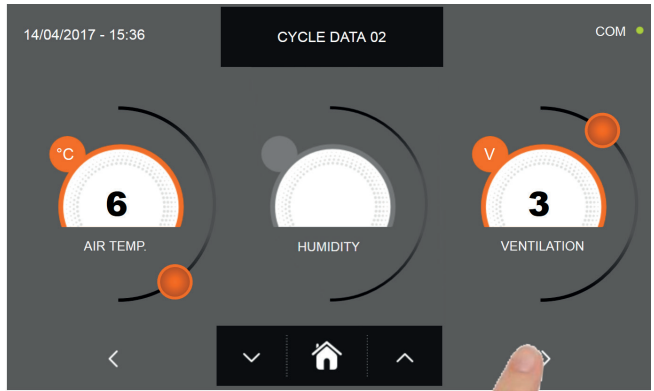 14/04/2017 - 15:36
CYCLE DATA 02
COM
°C
6
AIR TEMP.
HUMIDITY
V
3
VENTILATION